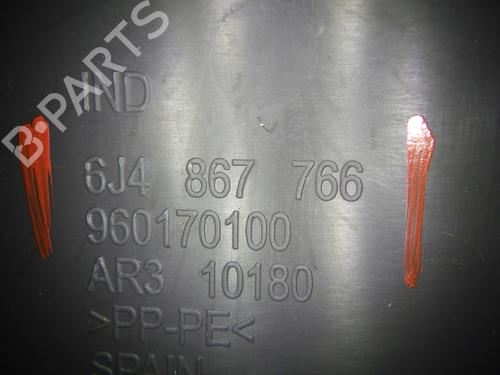 B-PARTS
IND
6J4 867 766
960170100
AR3 10180
>PP-PE<
SPAIN